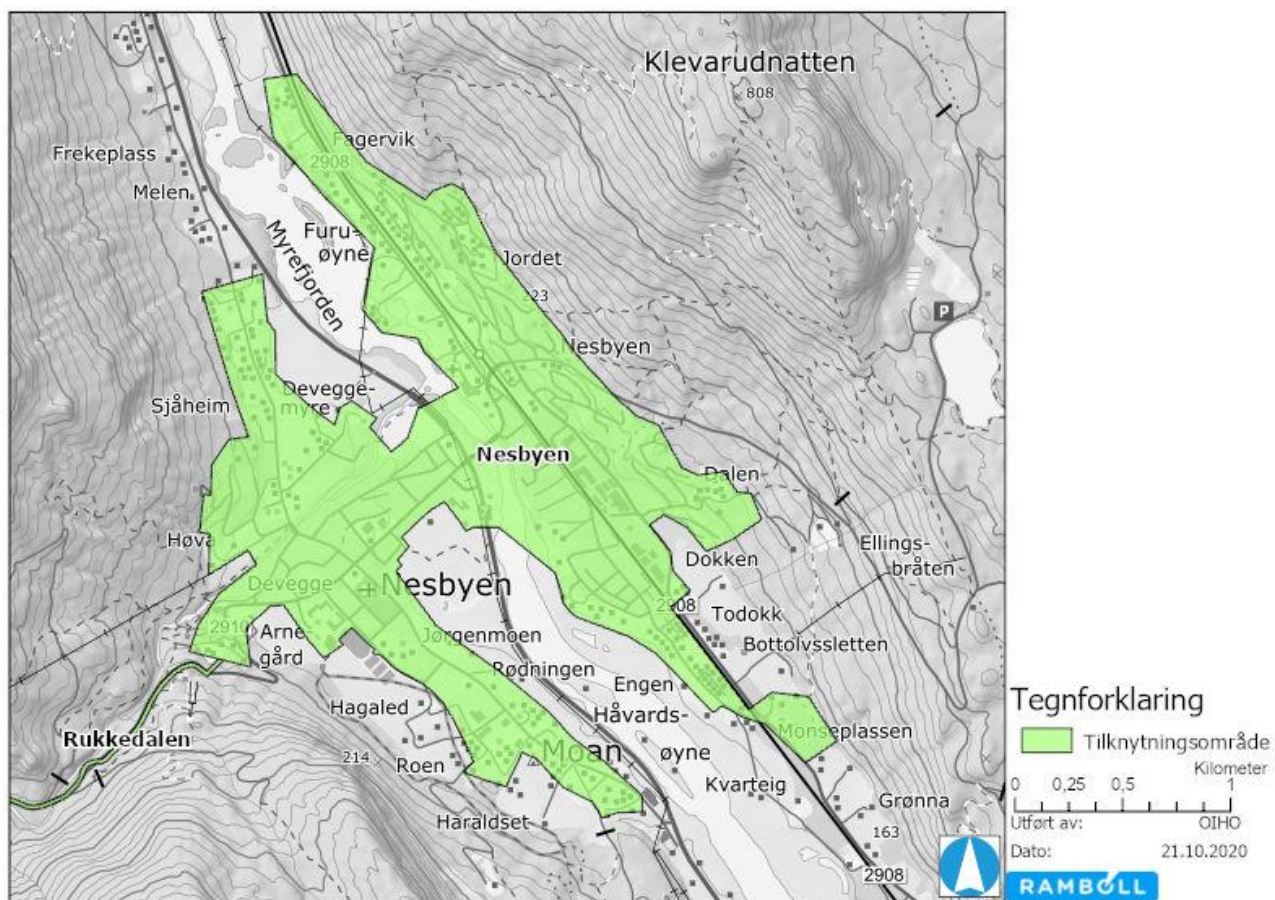 Klevarudnatten
808
Fagervik
2908
Frekeplass
Melen
Furu-
øyne
Myrefjorden
Jordet
223
P
Nesbyen
Sjåheim
Devegge-
myre
Nesbyen
Dalen
Høva
Ellings-
bråten
Dokken
Devegge
Nesbyen
2908
Todokk
2910
Arne-
gård
Jørgenmoen
Bottolvssletten
Rødningen
Engen
Hagaled
Håvards-
øyne
Monseplassen
Rukkedalen
214
Roen
Moan
Kvarteig
Grønna
Haraldset
163
2908
Tegnforklaring
Tilknytningsområde
Kilometer
0 0,25 0,5 1
Utført av: OIHO
Dato: 21.10.2020
RAMBOLL